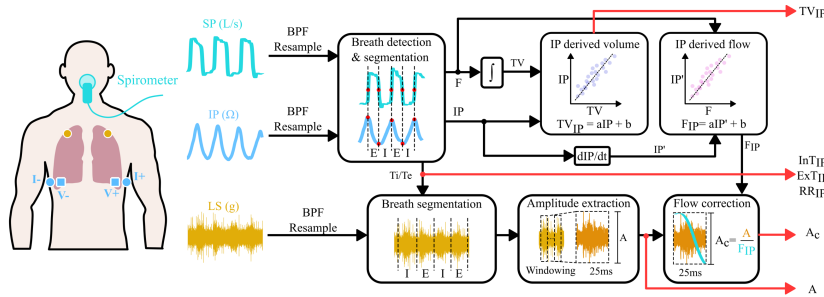 SP (L/s)
BPF
Resample
Spirometer
IP (Ω)
BPF
Resample
I-
V-
V+
I+
LS (g)
BPF
Resample
Breath detection
& segmentation
E I E I
F
∫
TV
IP
IP derived volume
IP
TV
TV_IP = aIP + b
IP derived flow
IP'
F
F_IP= aIP' + b
dIP/dt
IP'
F_IP
TV_IP
Ti/Te
InT_IP
ExT_IP
RR_IP
Breath segmentation
I E I E
Amplitude extraction
A
Windowing
25ms
Flow correction
A_c= A
F_IP
25ms
A_c
A